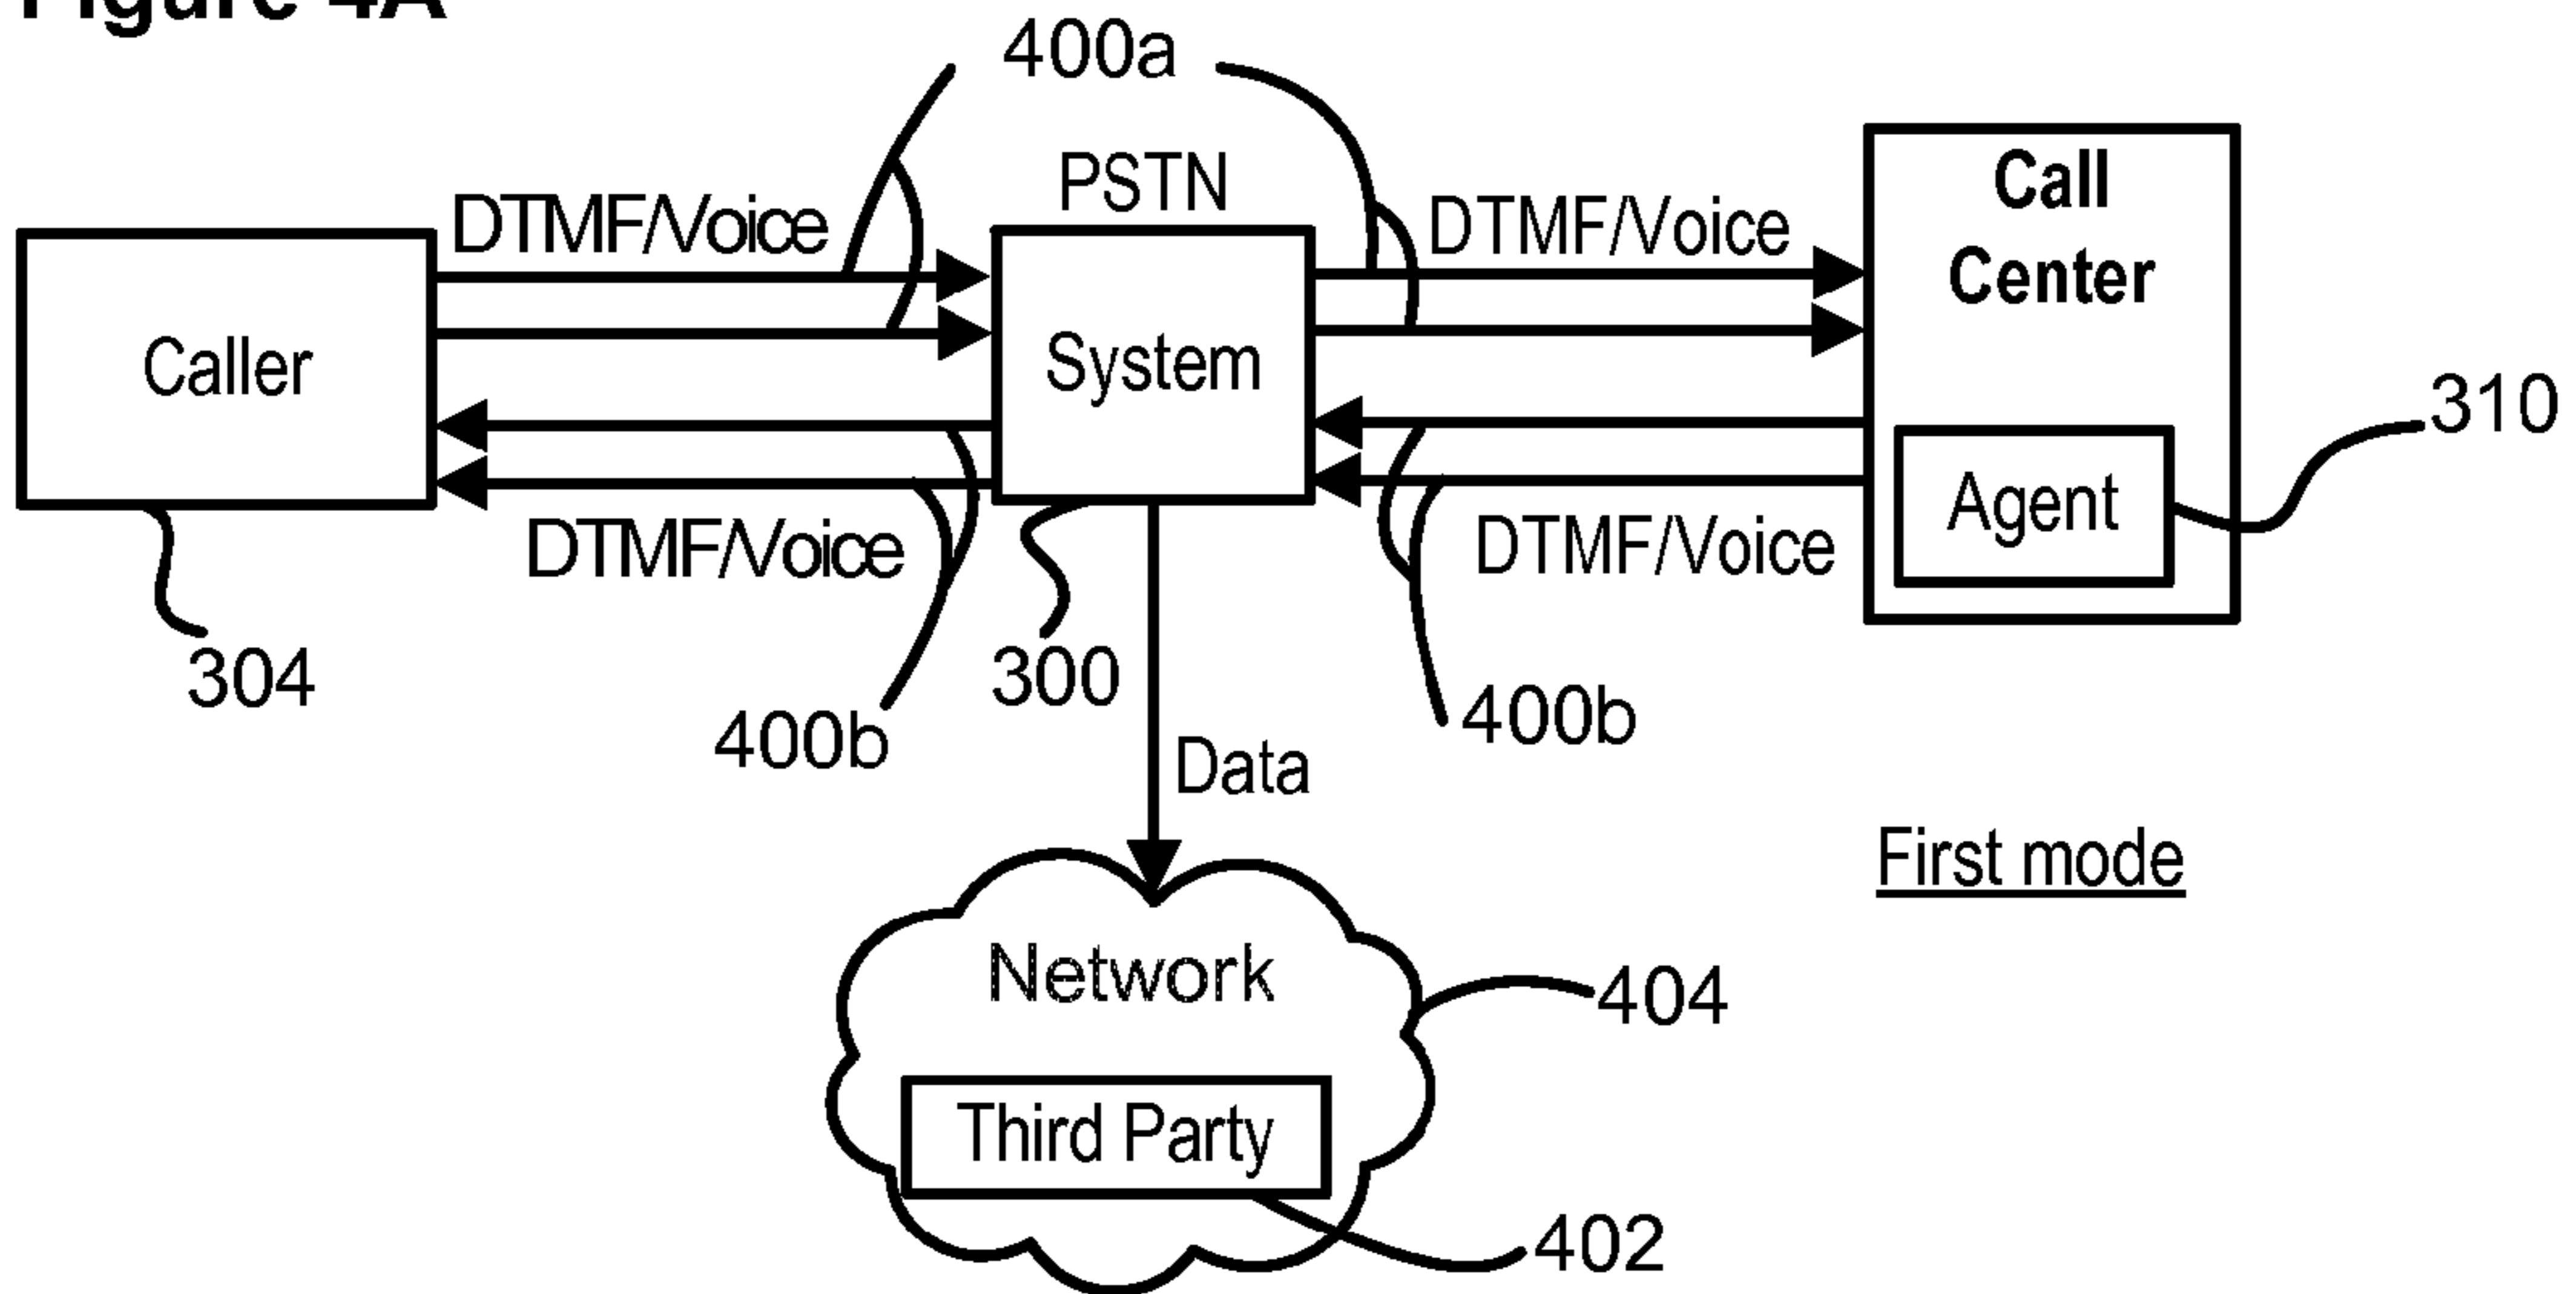 Figure 4A
400a
PSTN
DTMF/Voice
DTMF/Voice
Call
Center
Caller
System
310
Agent
DTMF/Voice
DTMF/Voice
304
300
400b
400b
Data
First mode
Network
404
Third Party
402